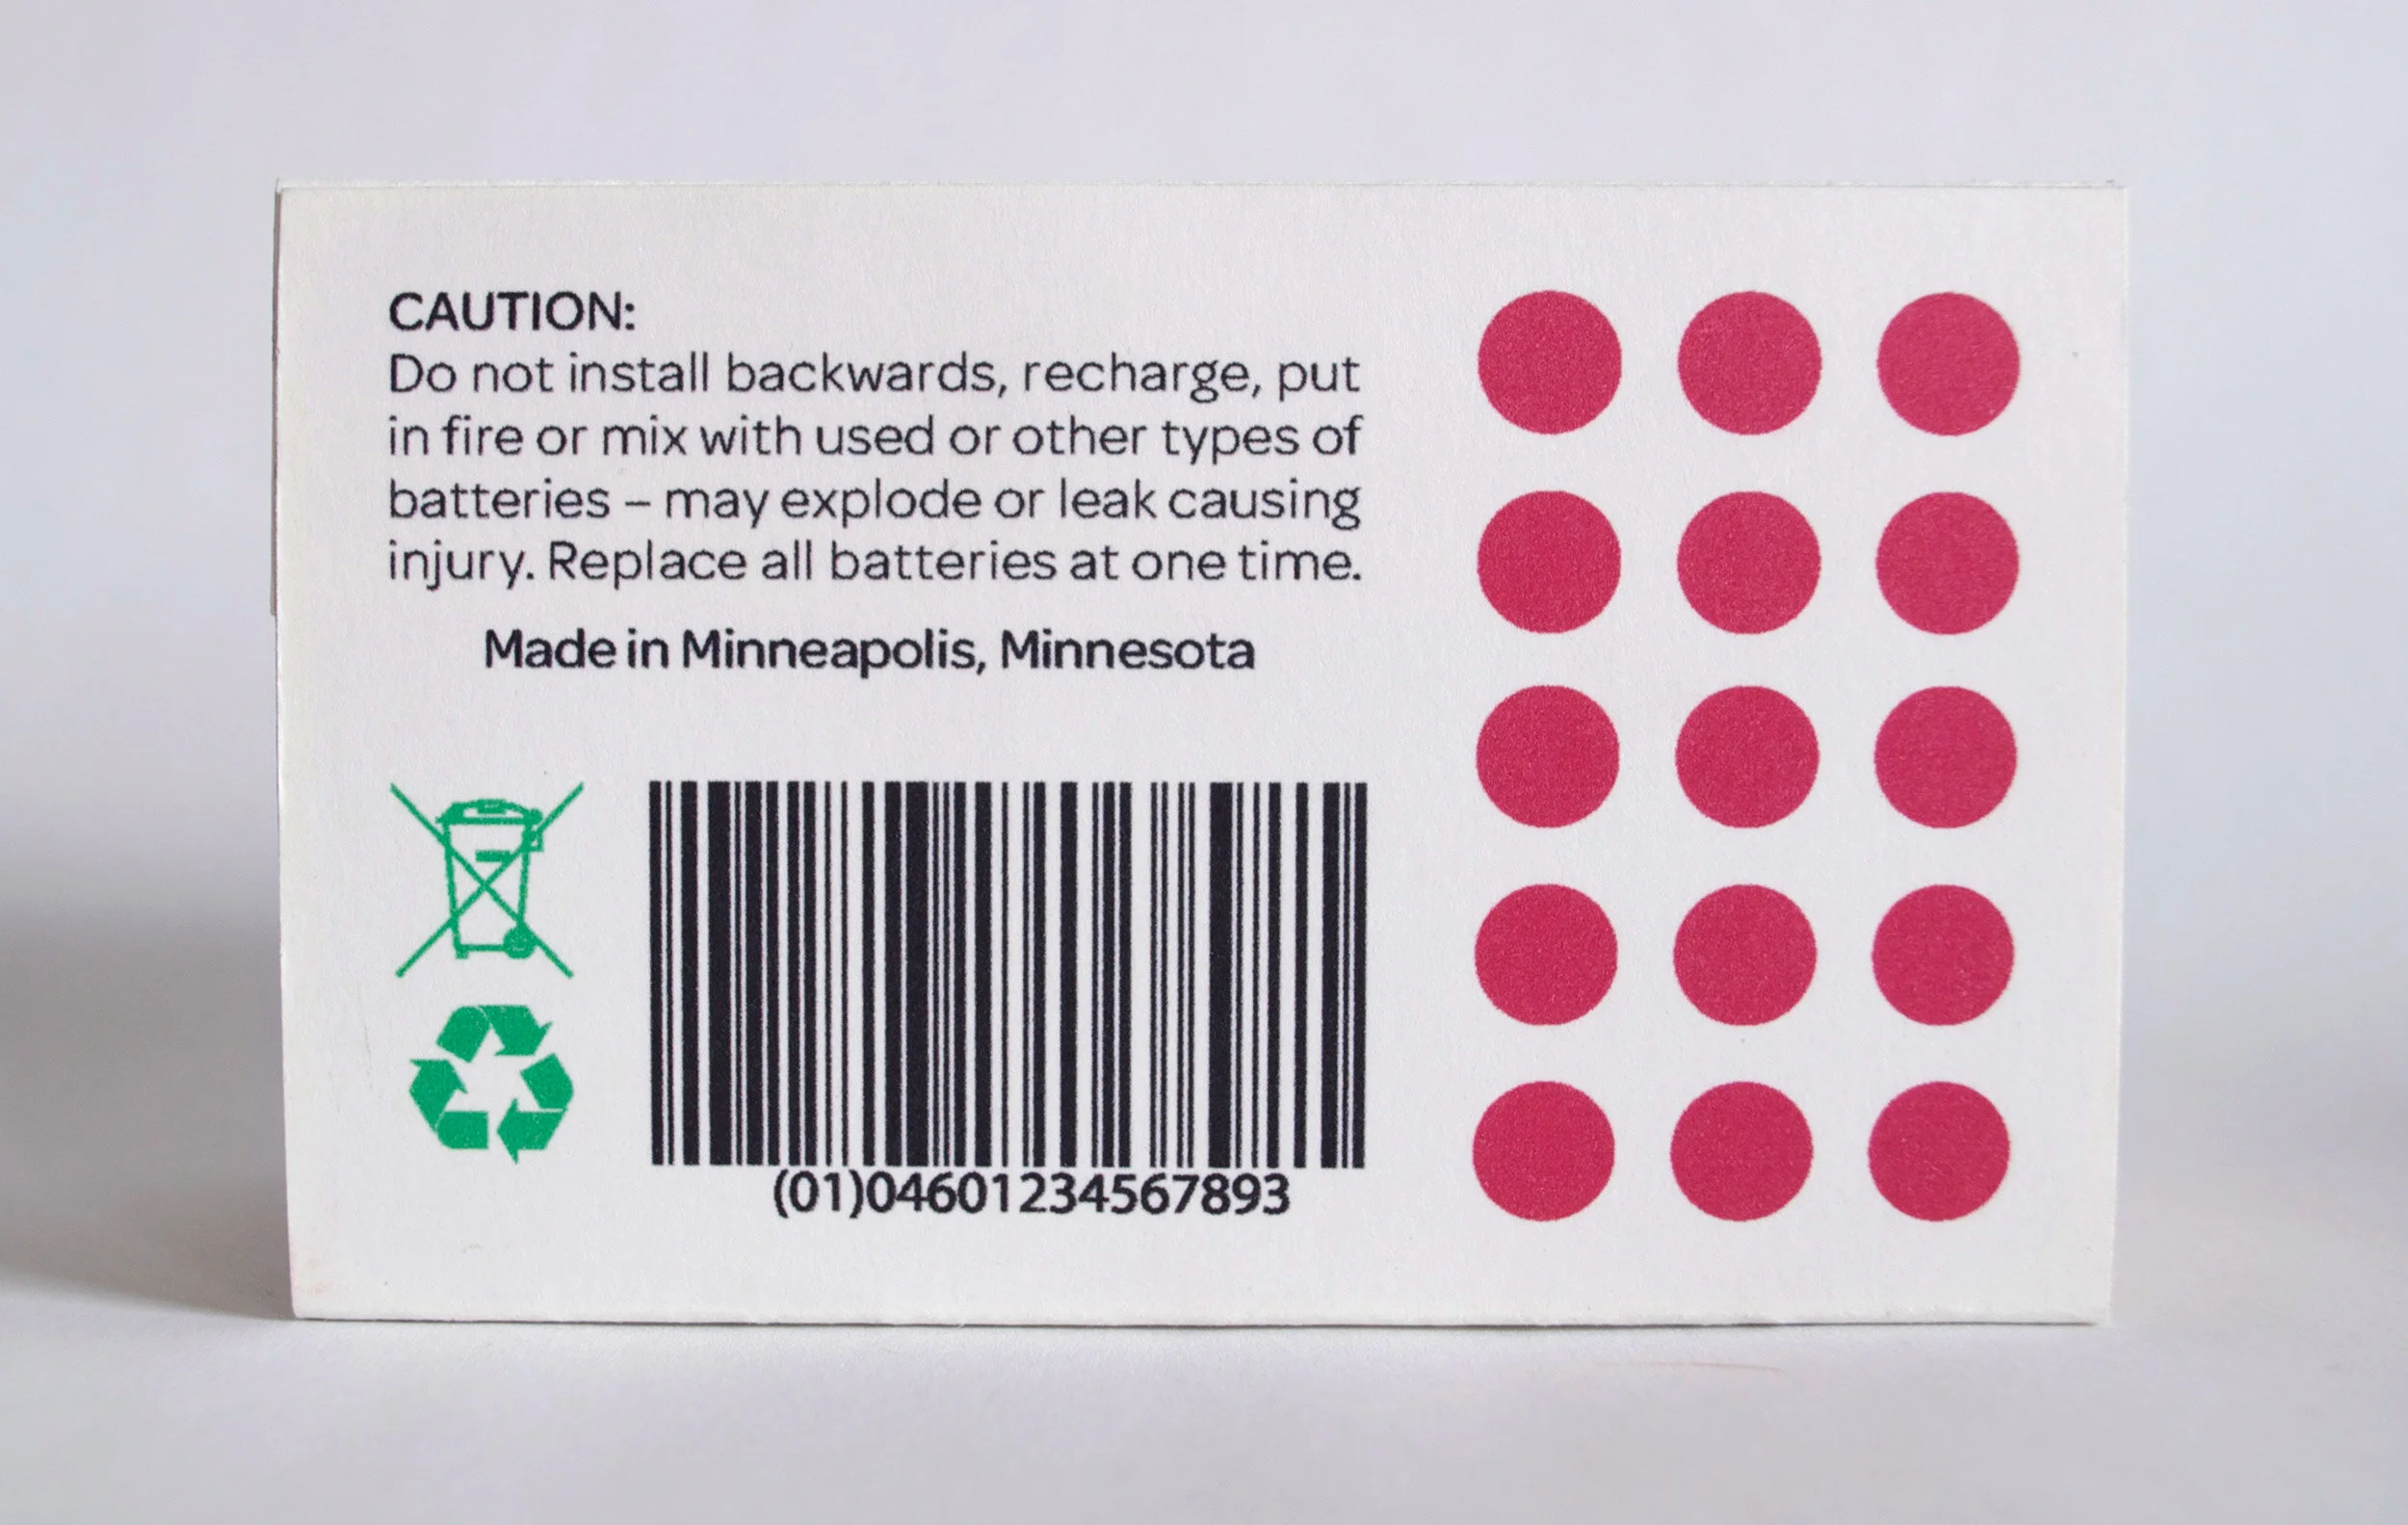 CAUTION:
Do not install backwards, recharge, put
in fire or mix with used or other types of
batteries – may explode or leak causing
injury. Replace all batteries at one time.
Made in Minneapolis, Minnesota
(01)04601234567893